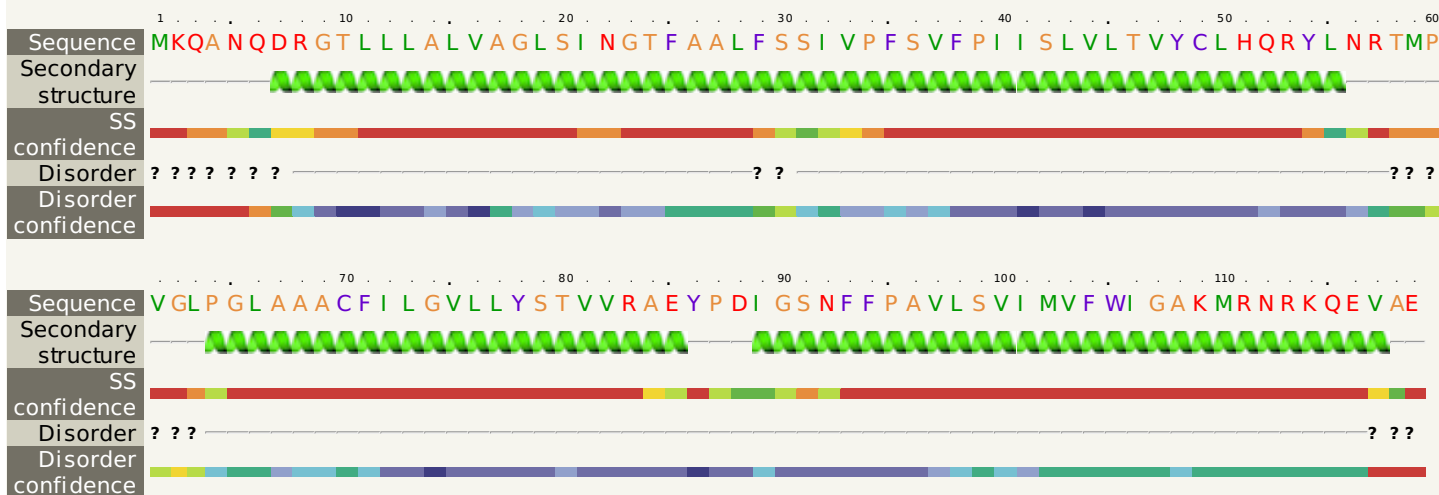 1 10 20 30 40 50 60
Sequence MKQANQDRGTLLLALVAGLSINGTFAALFSSIVPFSVFPIISLVLTVYCLHQRYLNRTMP
Secondary
structure
SS
confidence
Disorder ? ? ? ? ? ? ? ? ? ? ? ?
Disorder
confidence
70 80 90 100 110
Sequence VGLPGLAAACFILGVLLYSTVVRAEYPDIGSNFFPAVLSVIMVFWIGAKMRNRKQEVAE
Secondary
structure
SS
confidence
Disorder ? ? ? ? ? ?
Disorder
confidence